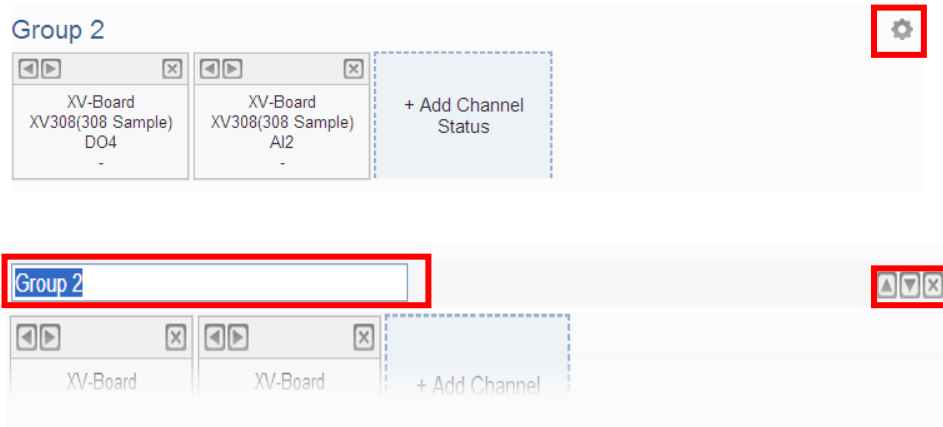 Group 2
XV-Board
XV308(308 Sample)
DO4
-
XV-Board
XV308(308 Sample)
AI2
-
+ Add Channel
Status
Group 2
XV-Board
XV-Board
+ Add Channel